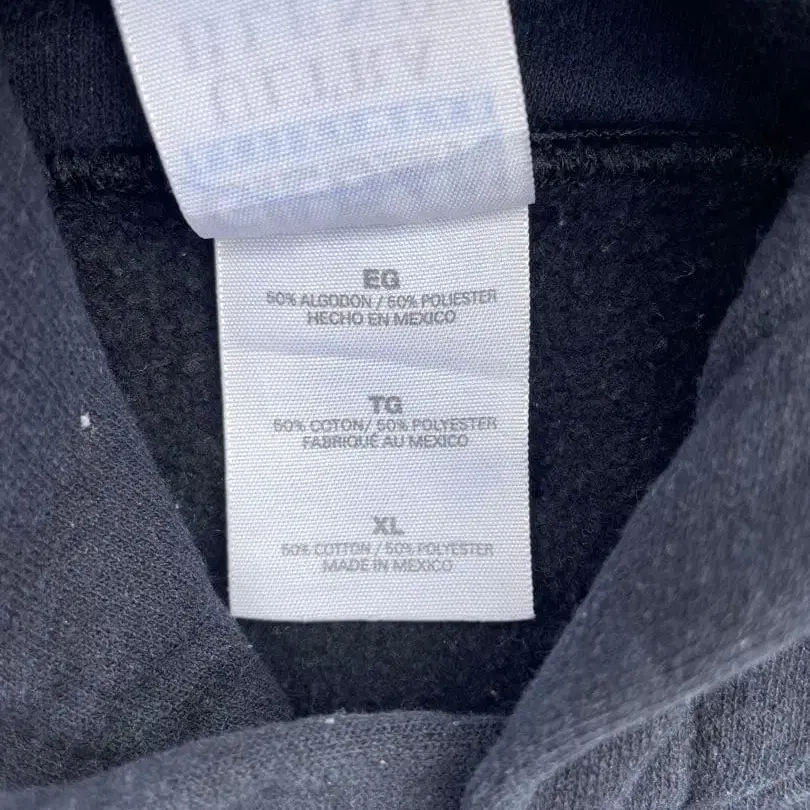 EG
50% ALGODON / 50% POLIESTER
HECHO EN MEXICO
TG
50% COTON/ 50% POLYESTER
FABRIQUÉ AU MEXICO
XL
50% COTTON / 50% POLYESTER
MADE IN MEXICO